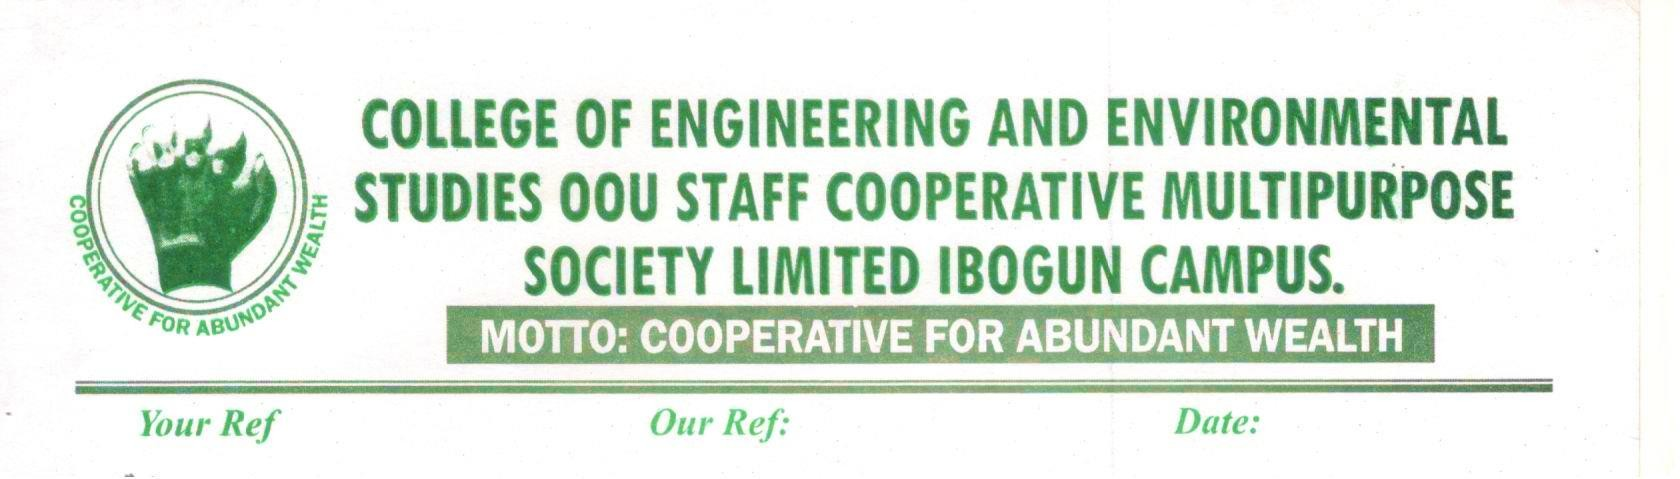 COLLEGE OF ENGINEERING AND ENVIRONMENTAL
STUDIES OOU STAFF COOPERATIVE MULTIPURPOSE
SOCIETY LIMITED IBOGUN CAMPUS.
COOPERATIVE FOR ABUNDANT WEALTH
MOTTO: COOPERATIVE FOR ABUNDANT WEALTH
Your Ref
Our Ref:
Date: